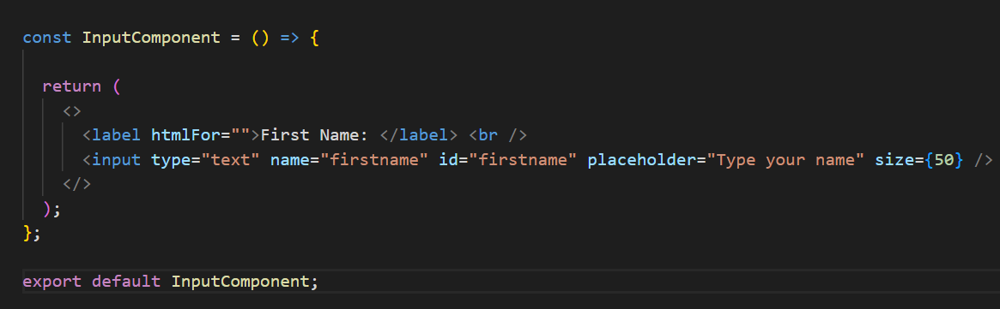 const InputComponent = () => {
return (
<>
<label htmlFor="">First Name: </label> <br />
<input type="text" name="firstname" id="firstname" placeholder="Type your name" size={50} />
</>
);
};
export default InputComponent;